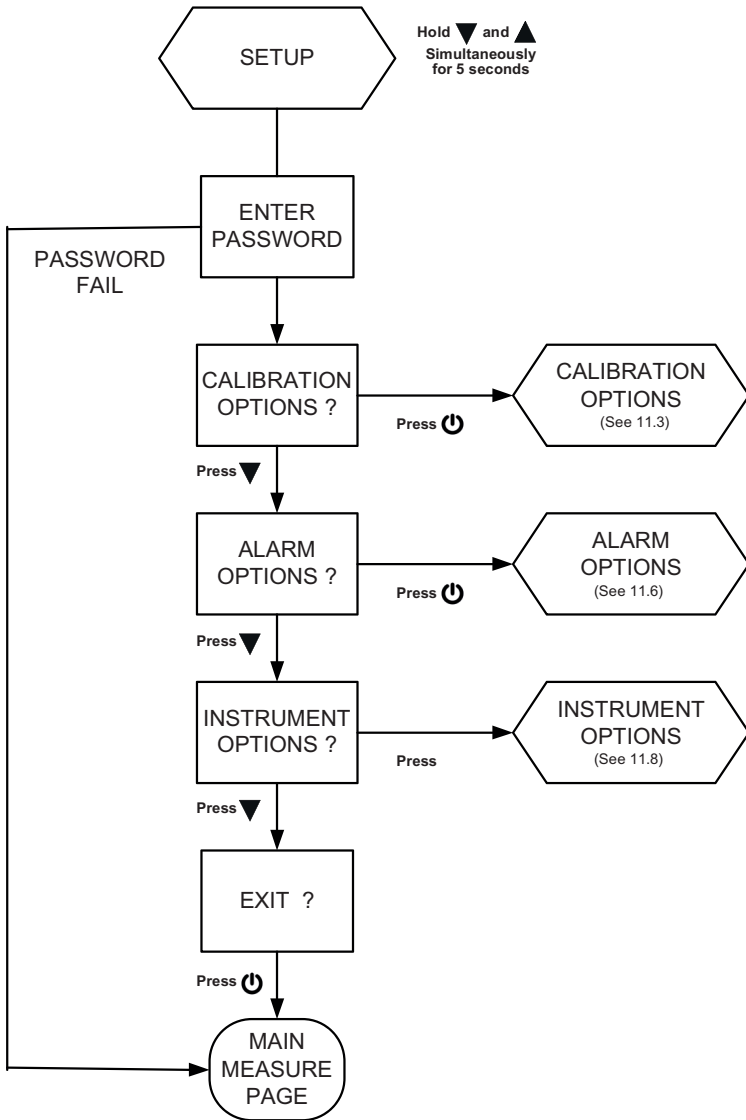 SETUP
Hold ▼ and ▲
Simultaneously
for 5 seconds
ENTER
PASSWORD
PASSWORD
FAIL
CALIBRATION
OPTIONS ?
Press ⏻
CALIBRATION
OPTIONS
(See 11.3)
Press ▼
ALARM
OPTIONS ?
Press ⏻
ALARM
OPTIONS
(See 11.6)
Press ▼
INSTRUMENT
OPTIONS ?
Press
INSTRUMENT
OPTIONS
(See 11.8)
Press ▼
EXIT ?
Press ⏻
MAIN
MEASURE
PAGE